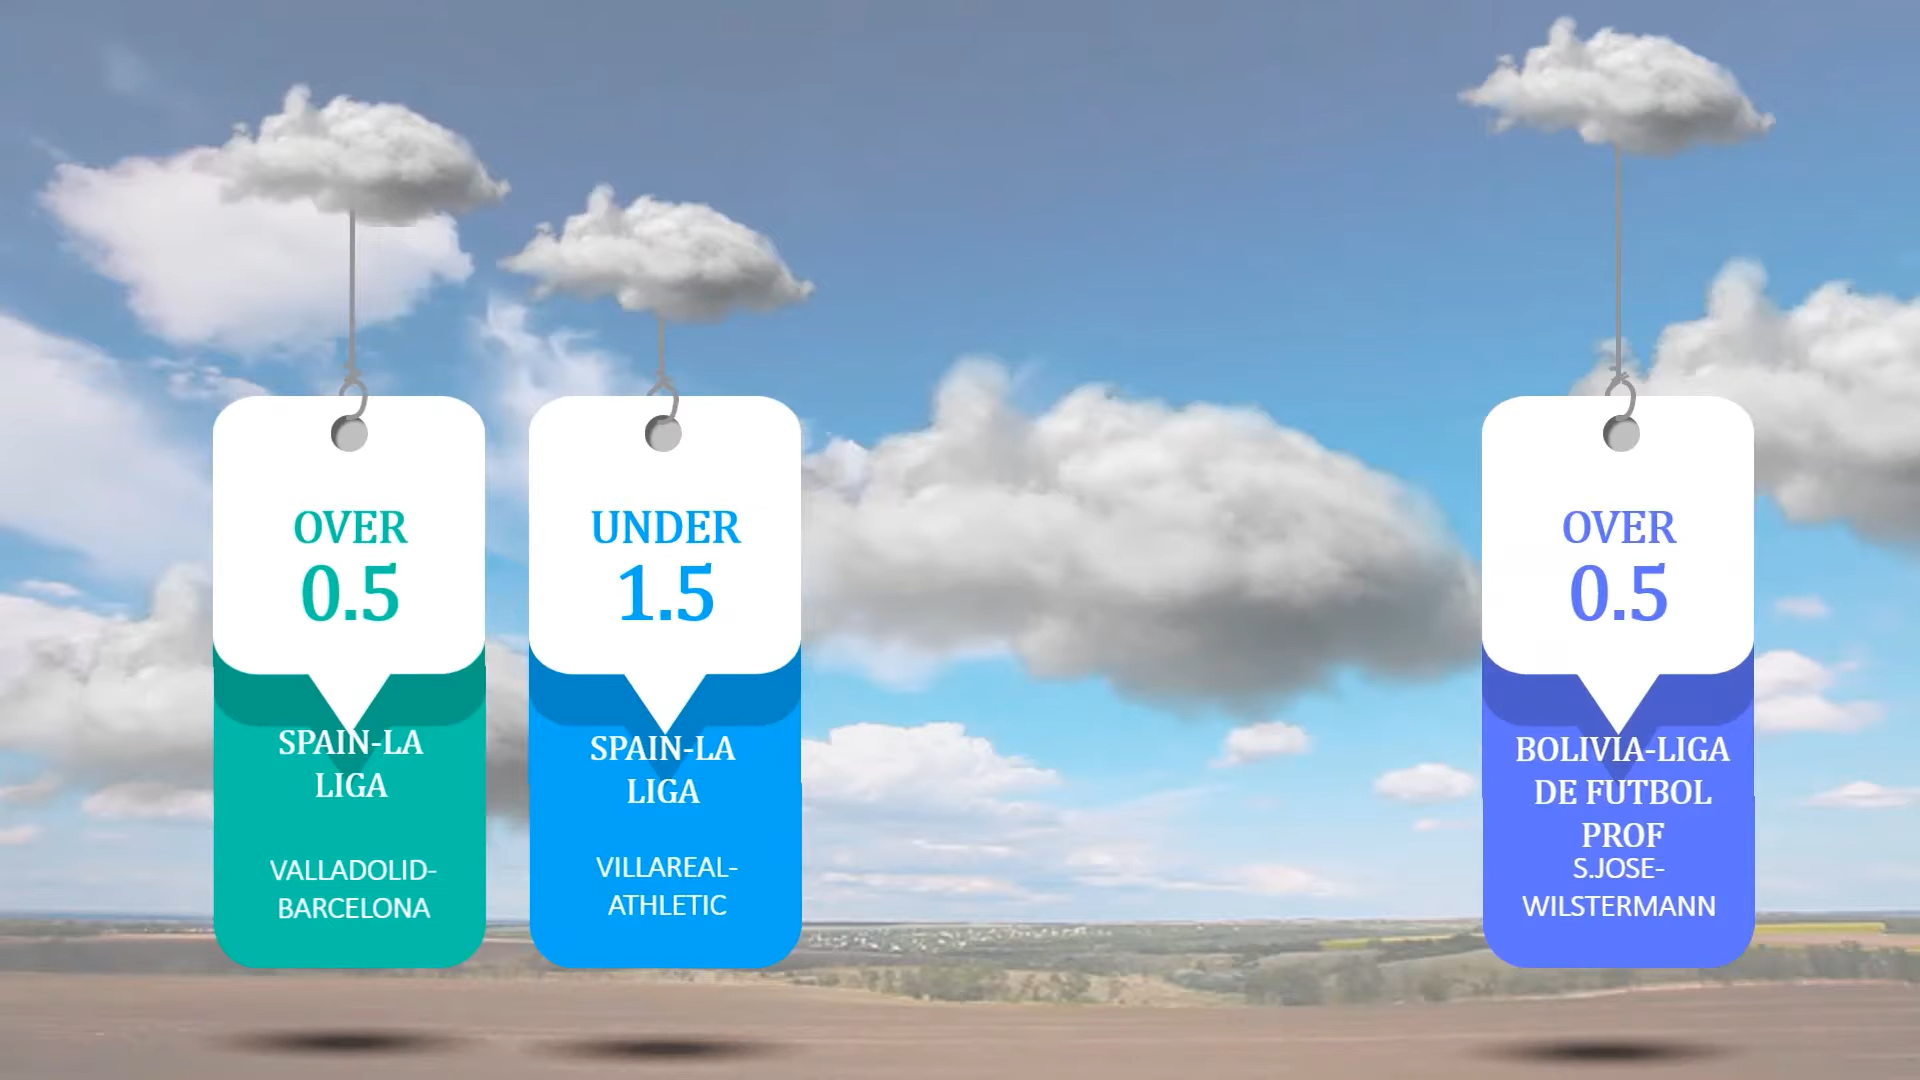 OVER
0.5
SPAIN-LA
LIGA
VALLADOLID-
BARCELONA
UNDER
1.5
SPAIN-LA
LIGA
VILLAREAL-
ATHLETIC
OVER
0.5
BOLIVIA-LIGA
DE FUTBOL
PROF
S.JOSE-
WILSTERMANN